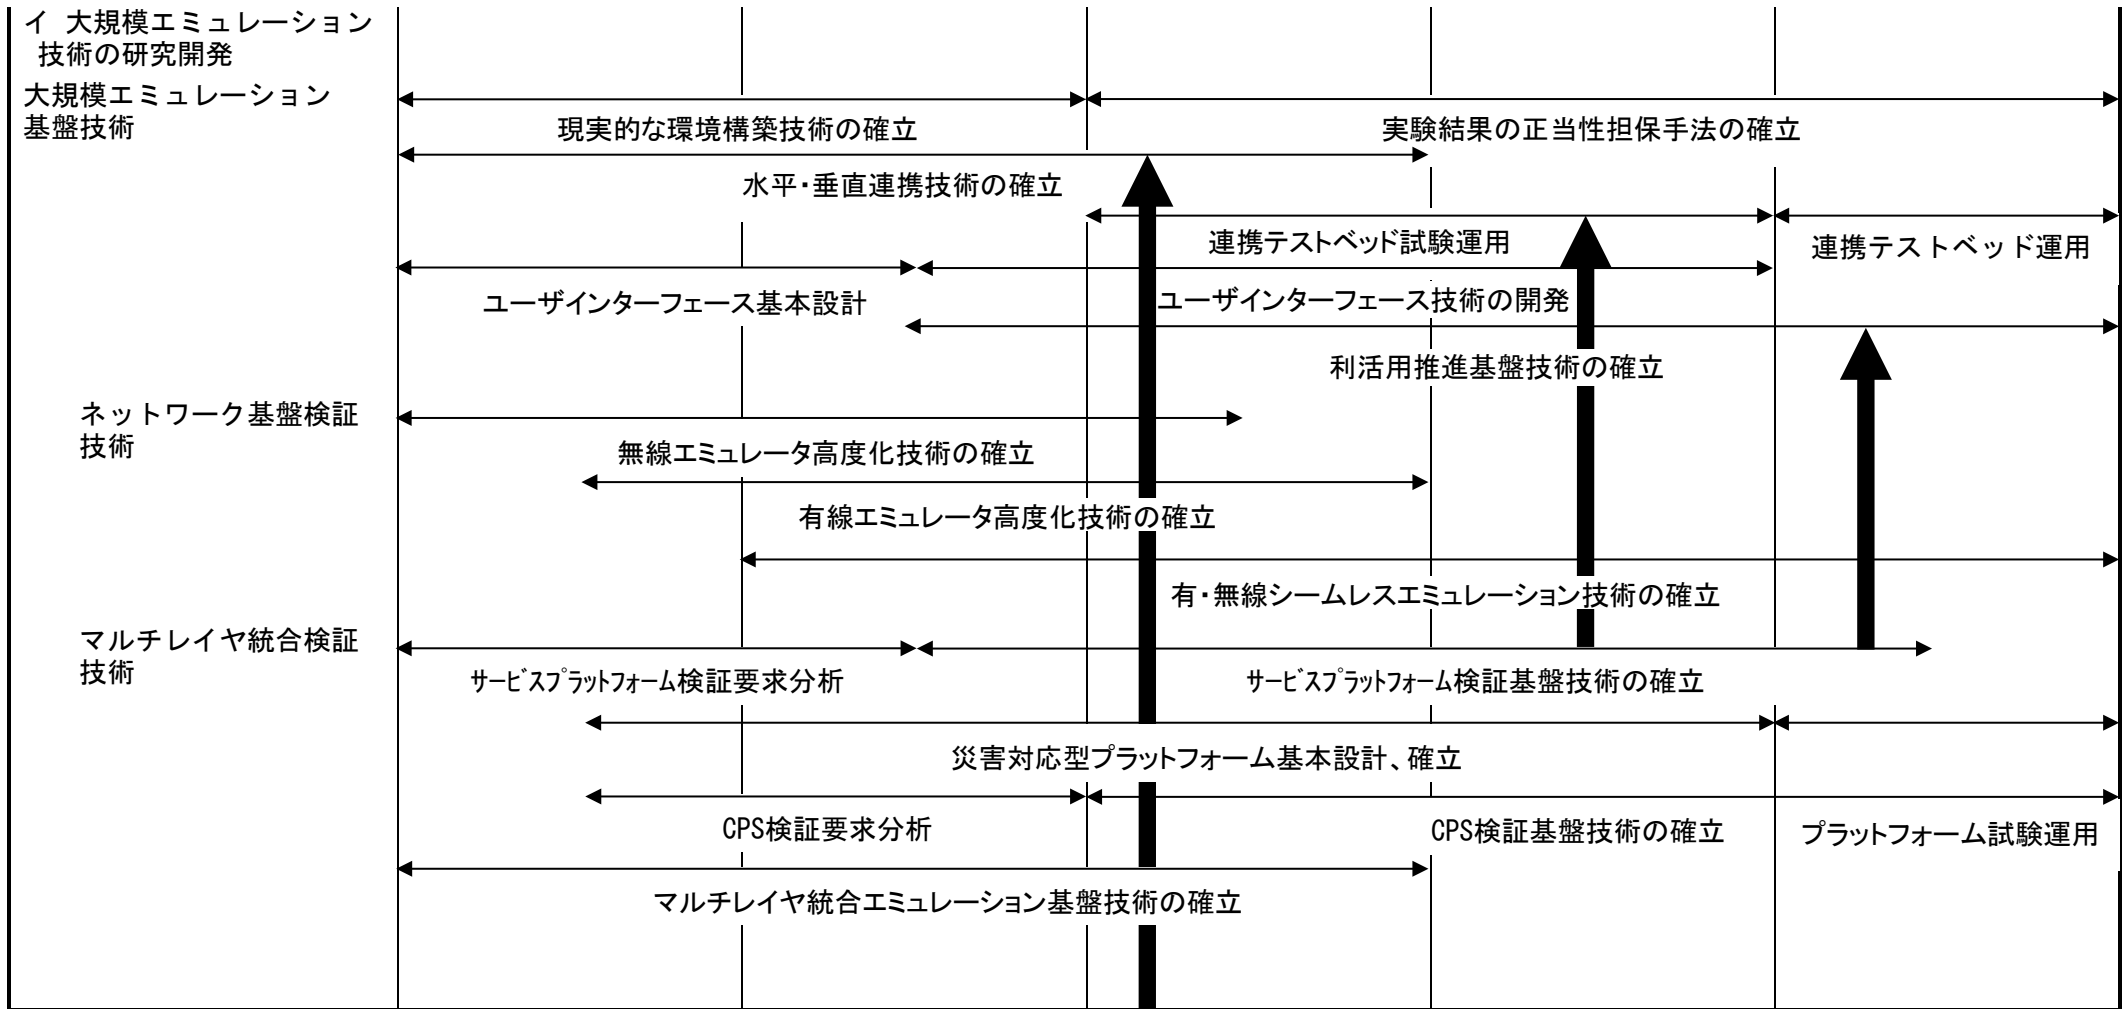 イ 大規模エミュレーション
技術の研究開発
大規模エミュレーション
基盤技術
現実的な環境構築技術の確立
実験結果の正当性担保手法の確立
水平・垂直連携技術の確立
連携テストベッド試験運用
連携テストベッド運用
ユーザインターフェース基本設計
ユーザインターフェース技術の開発
利活用推進基盤技術の確立
ネットワーク基盤検証
技術
無線エミュレータ高度化技術の確立
有線エミュレータ高度化技術の確立
有・無線シームレスエミュレーション技術の確立
マルチレイヤ統合検証
技術
サービスプラットフォーム検証要求分析
サービスプラットフォーム検証基盤技術の確立
災害対応型プラットフォーム基本設計、確立
CPS検証要求分析
CPS検証基盤技術の確立
プラットフォーム試験運用
マルチレイヤ統合エミュレーション基盤技術の確立